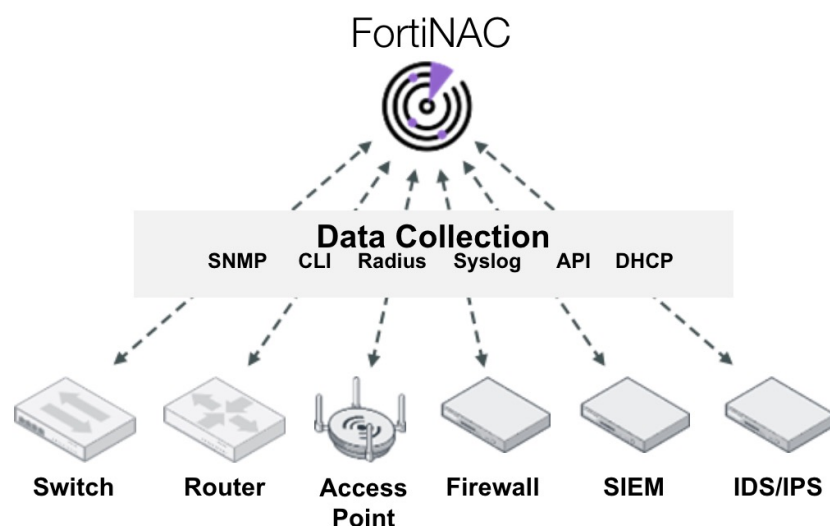 FortiNAC
Data Collection
SNMP CLI Radius Syslog API DHCP
Switch Router Access Point Firewall SIEM IDS/IPS